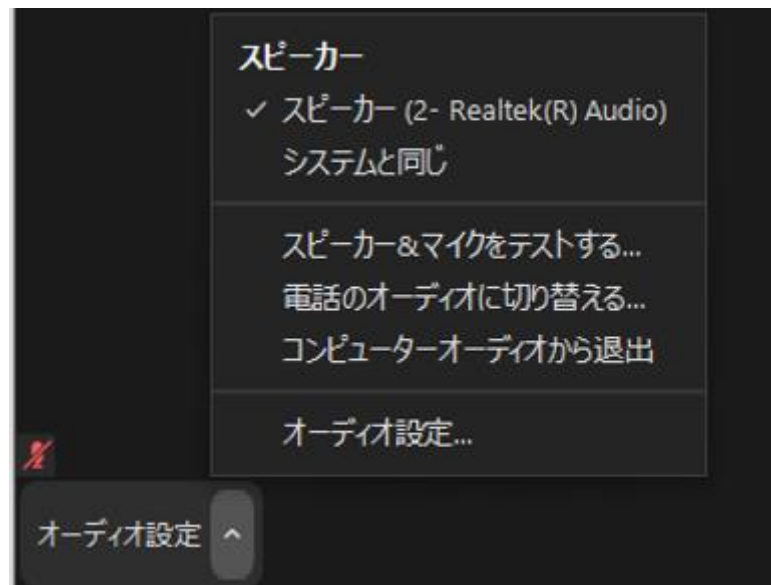 スピーカー
スピーカー (2- Realtek(R) Audio)
システムと同じ
スピーカー&マイクをテストする...
電話のオーディオに切り替える...
コンピューターオーディオから退出
オーディオ設定...
オーディオ設定